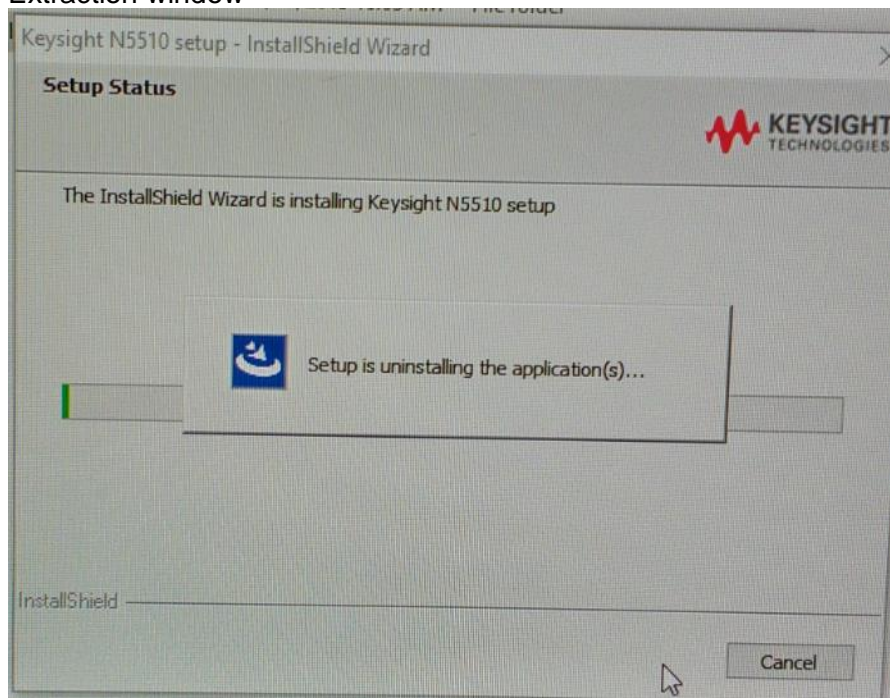 Extraction window
Keysight N5510 setup - InstallShield Wizard
Setup Status
KEYSIGHT
TECHNOLOGIES
The InstallShield Wizard is installing Keysight N5510 setup
Setup is uninstalling the application(s)...
InstallShield
Cancel